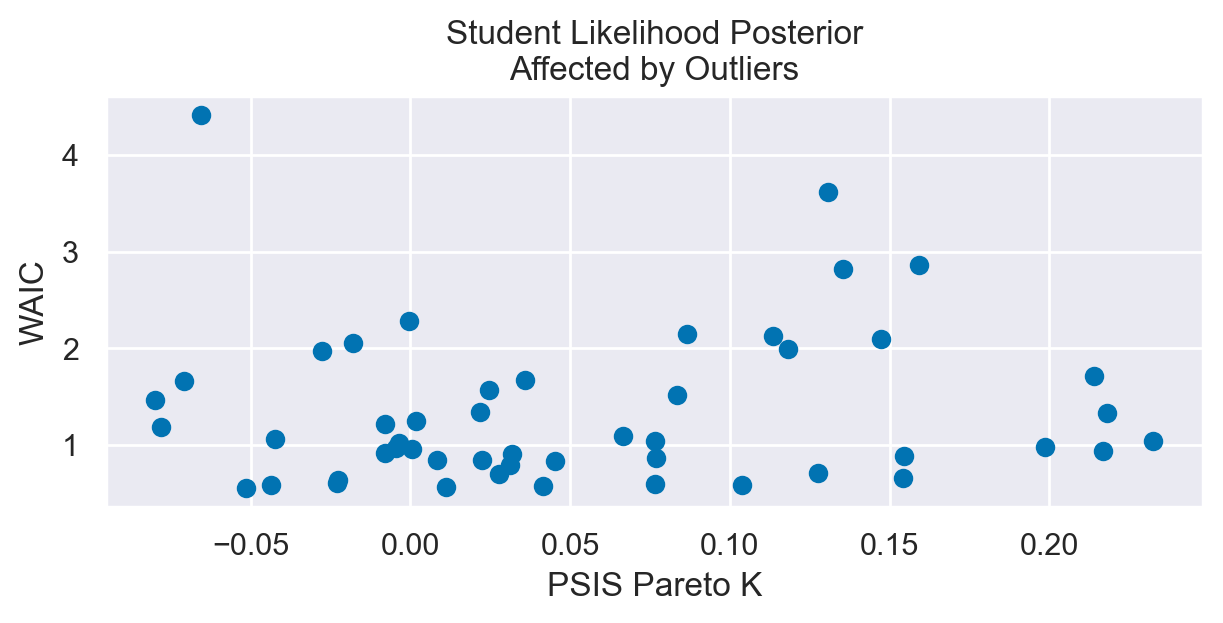 Student Likelihood Posterior
Affected by Outliers
4
3
2
1
WAIC
−0.05 0.00 0.05 0.10 0.15 0.20
PSIS Pareto K